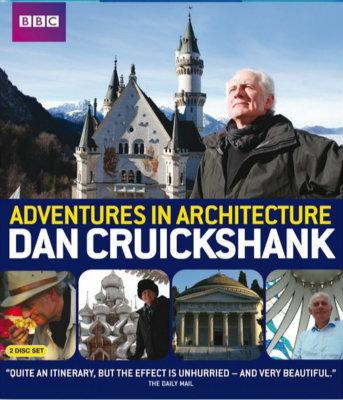 BBC
ADVENTURES IN ARCHITECTURE
DAN CRUICKSHANK
2 DISC SET
"QUITE AN ITINERARY, BUT THE EFFECT IS UNHURRIED – AND VERY BEAUTIFUL."
THE DAILY MAIL